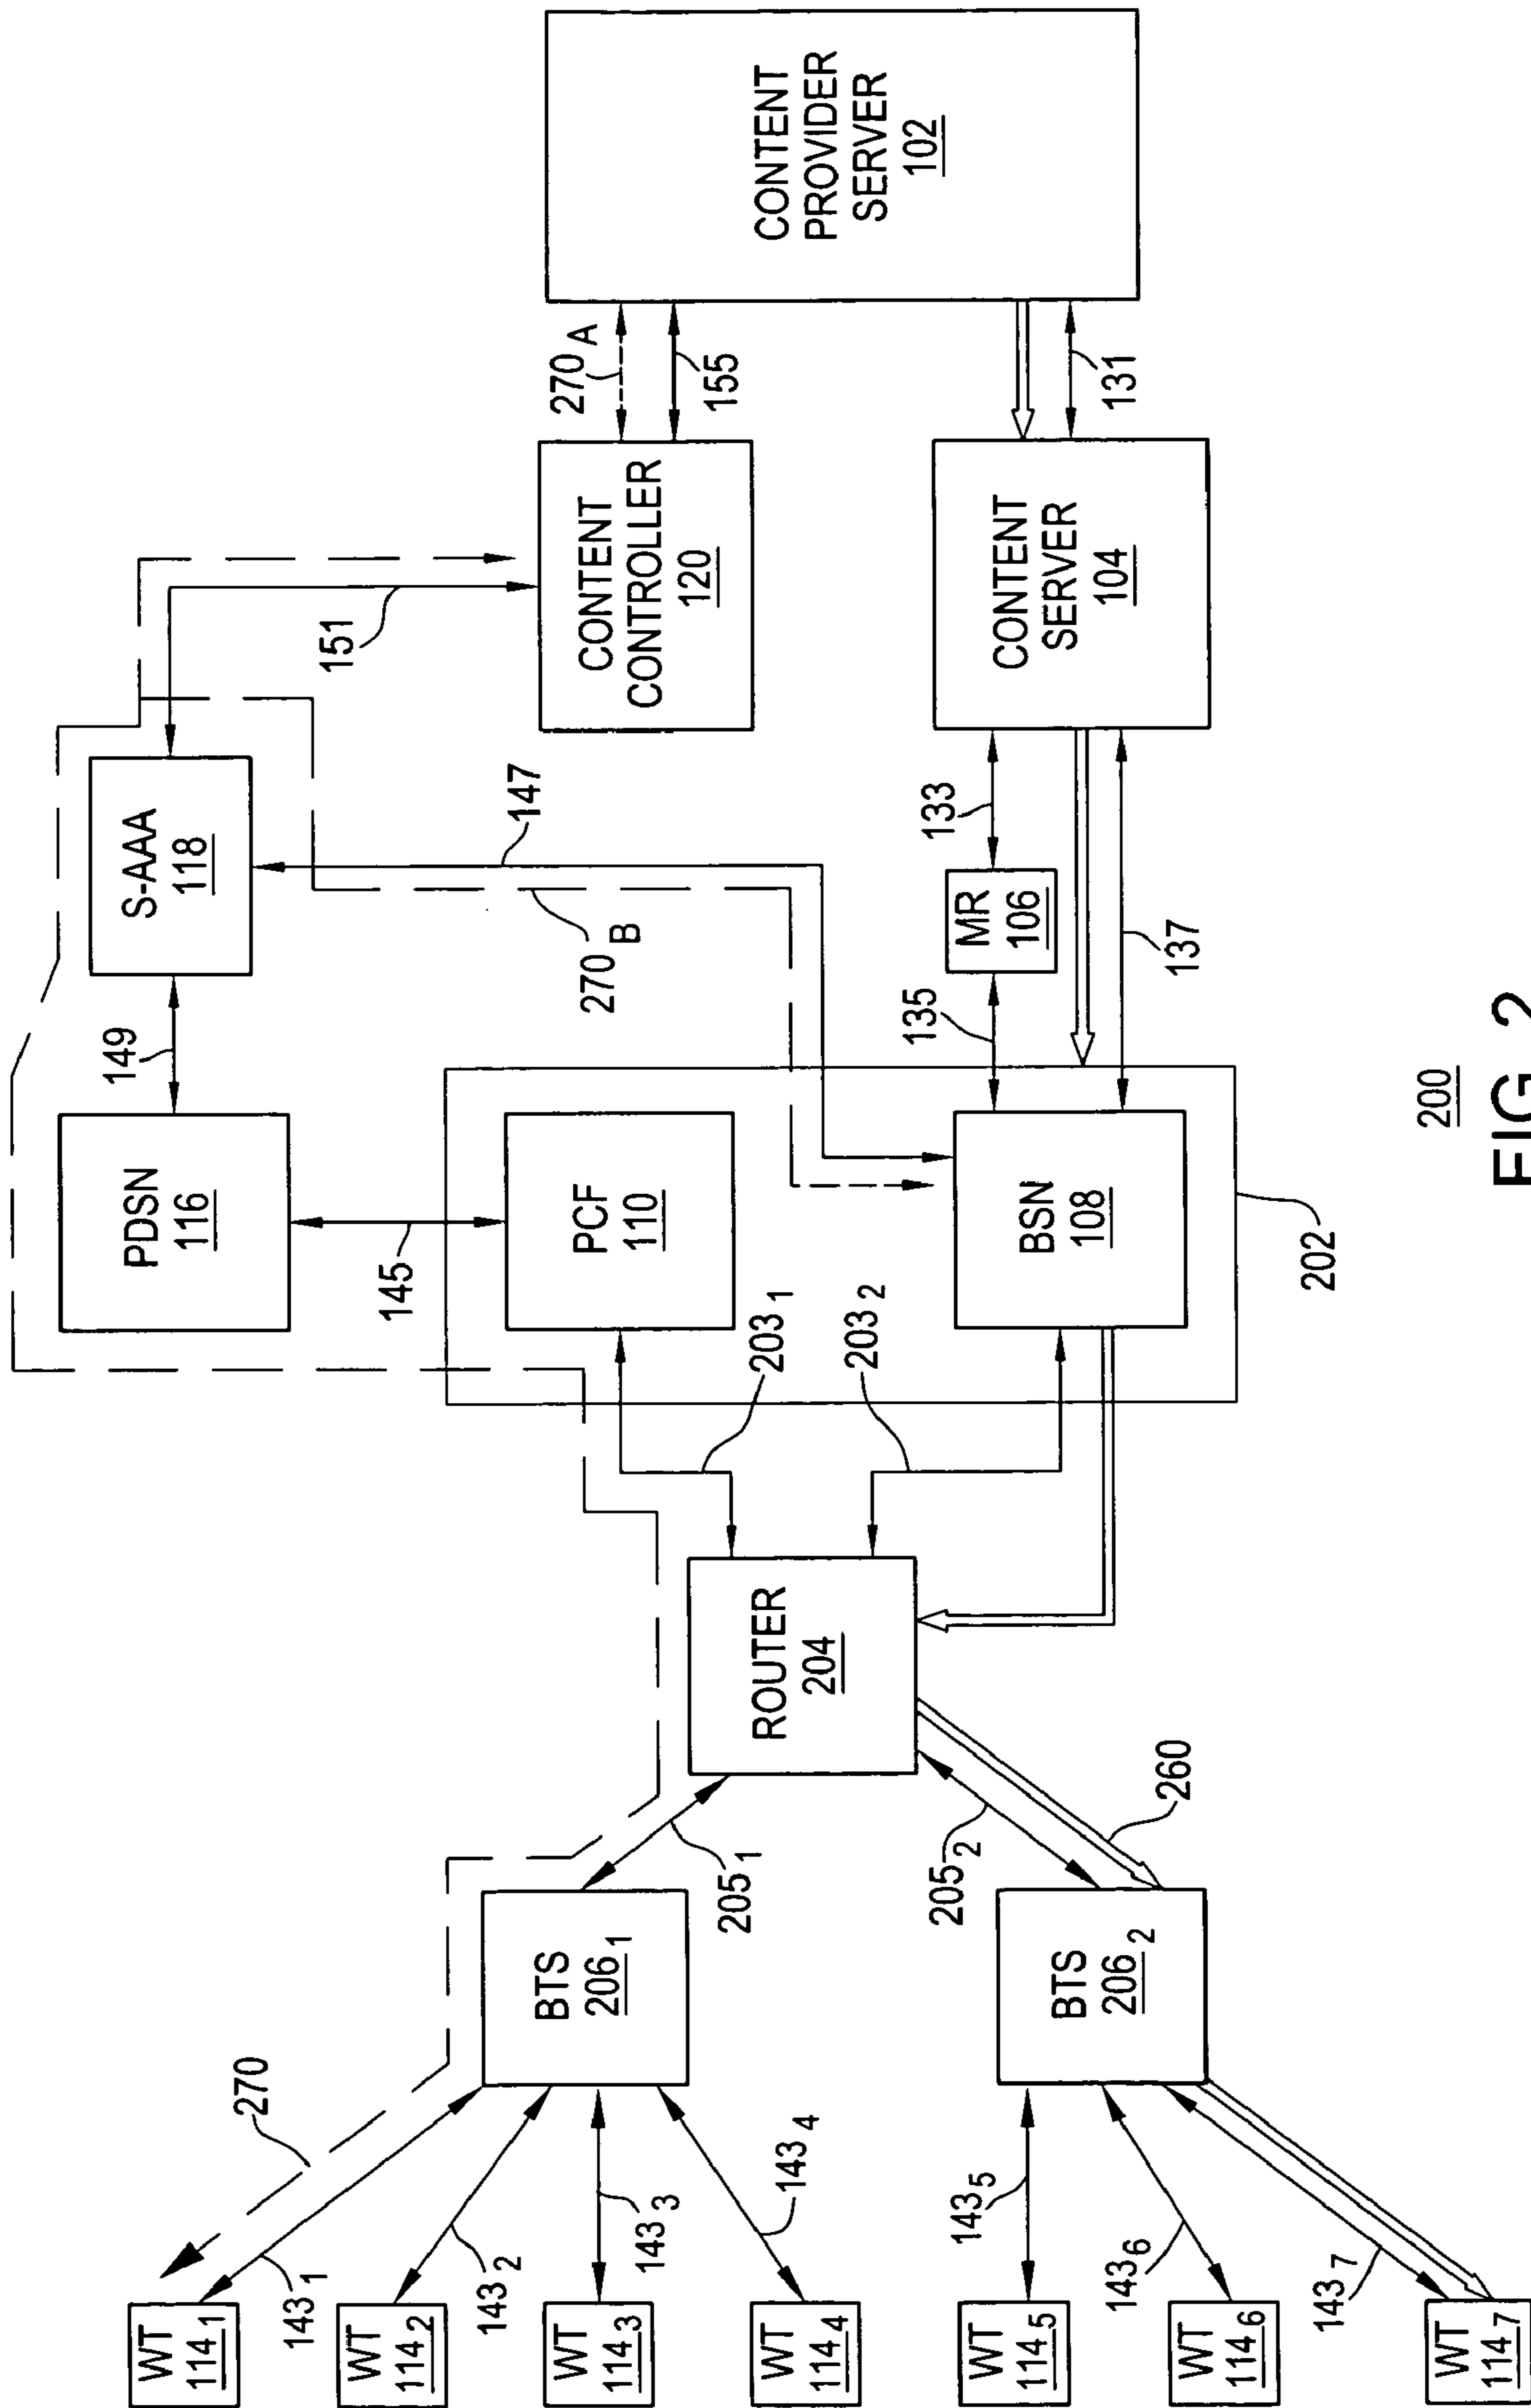 CONTENT
PROVIDER
SERVER
102
270 A
155
131
CONTENT
CONTROLLER
120
CONTENT
SERVER
104
151
S-AAA
118
147
270 B
133
MR
106
135
137
149
PDSN
116
145
PCF
110
BSN
108
202
203 1
203 2
ROUTER
204
205 1
205 2
260
BTS
206 1
BTS
206 2
270
143 1
143 2
143 3
143 4
143 5
143 6
143 7
WT
114 1
WT
114 2
WT
114 3
WT
114 4
WT
114 5
WT
114 6
WT
114 7
200
FIG. 2